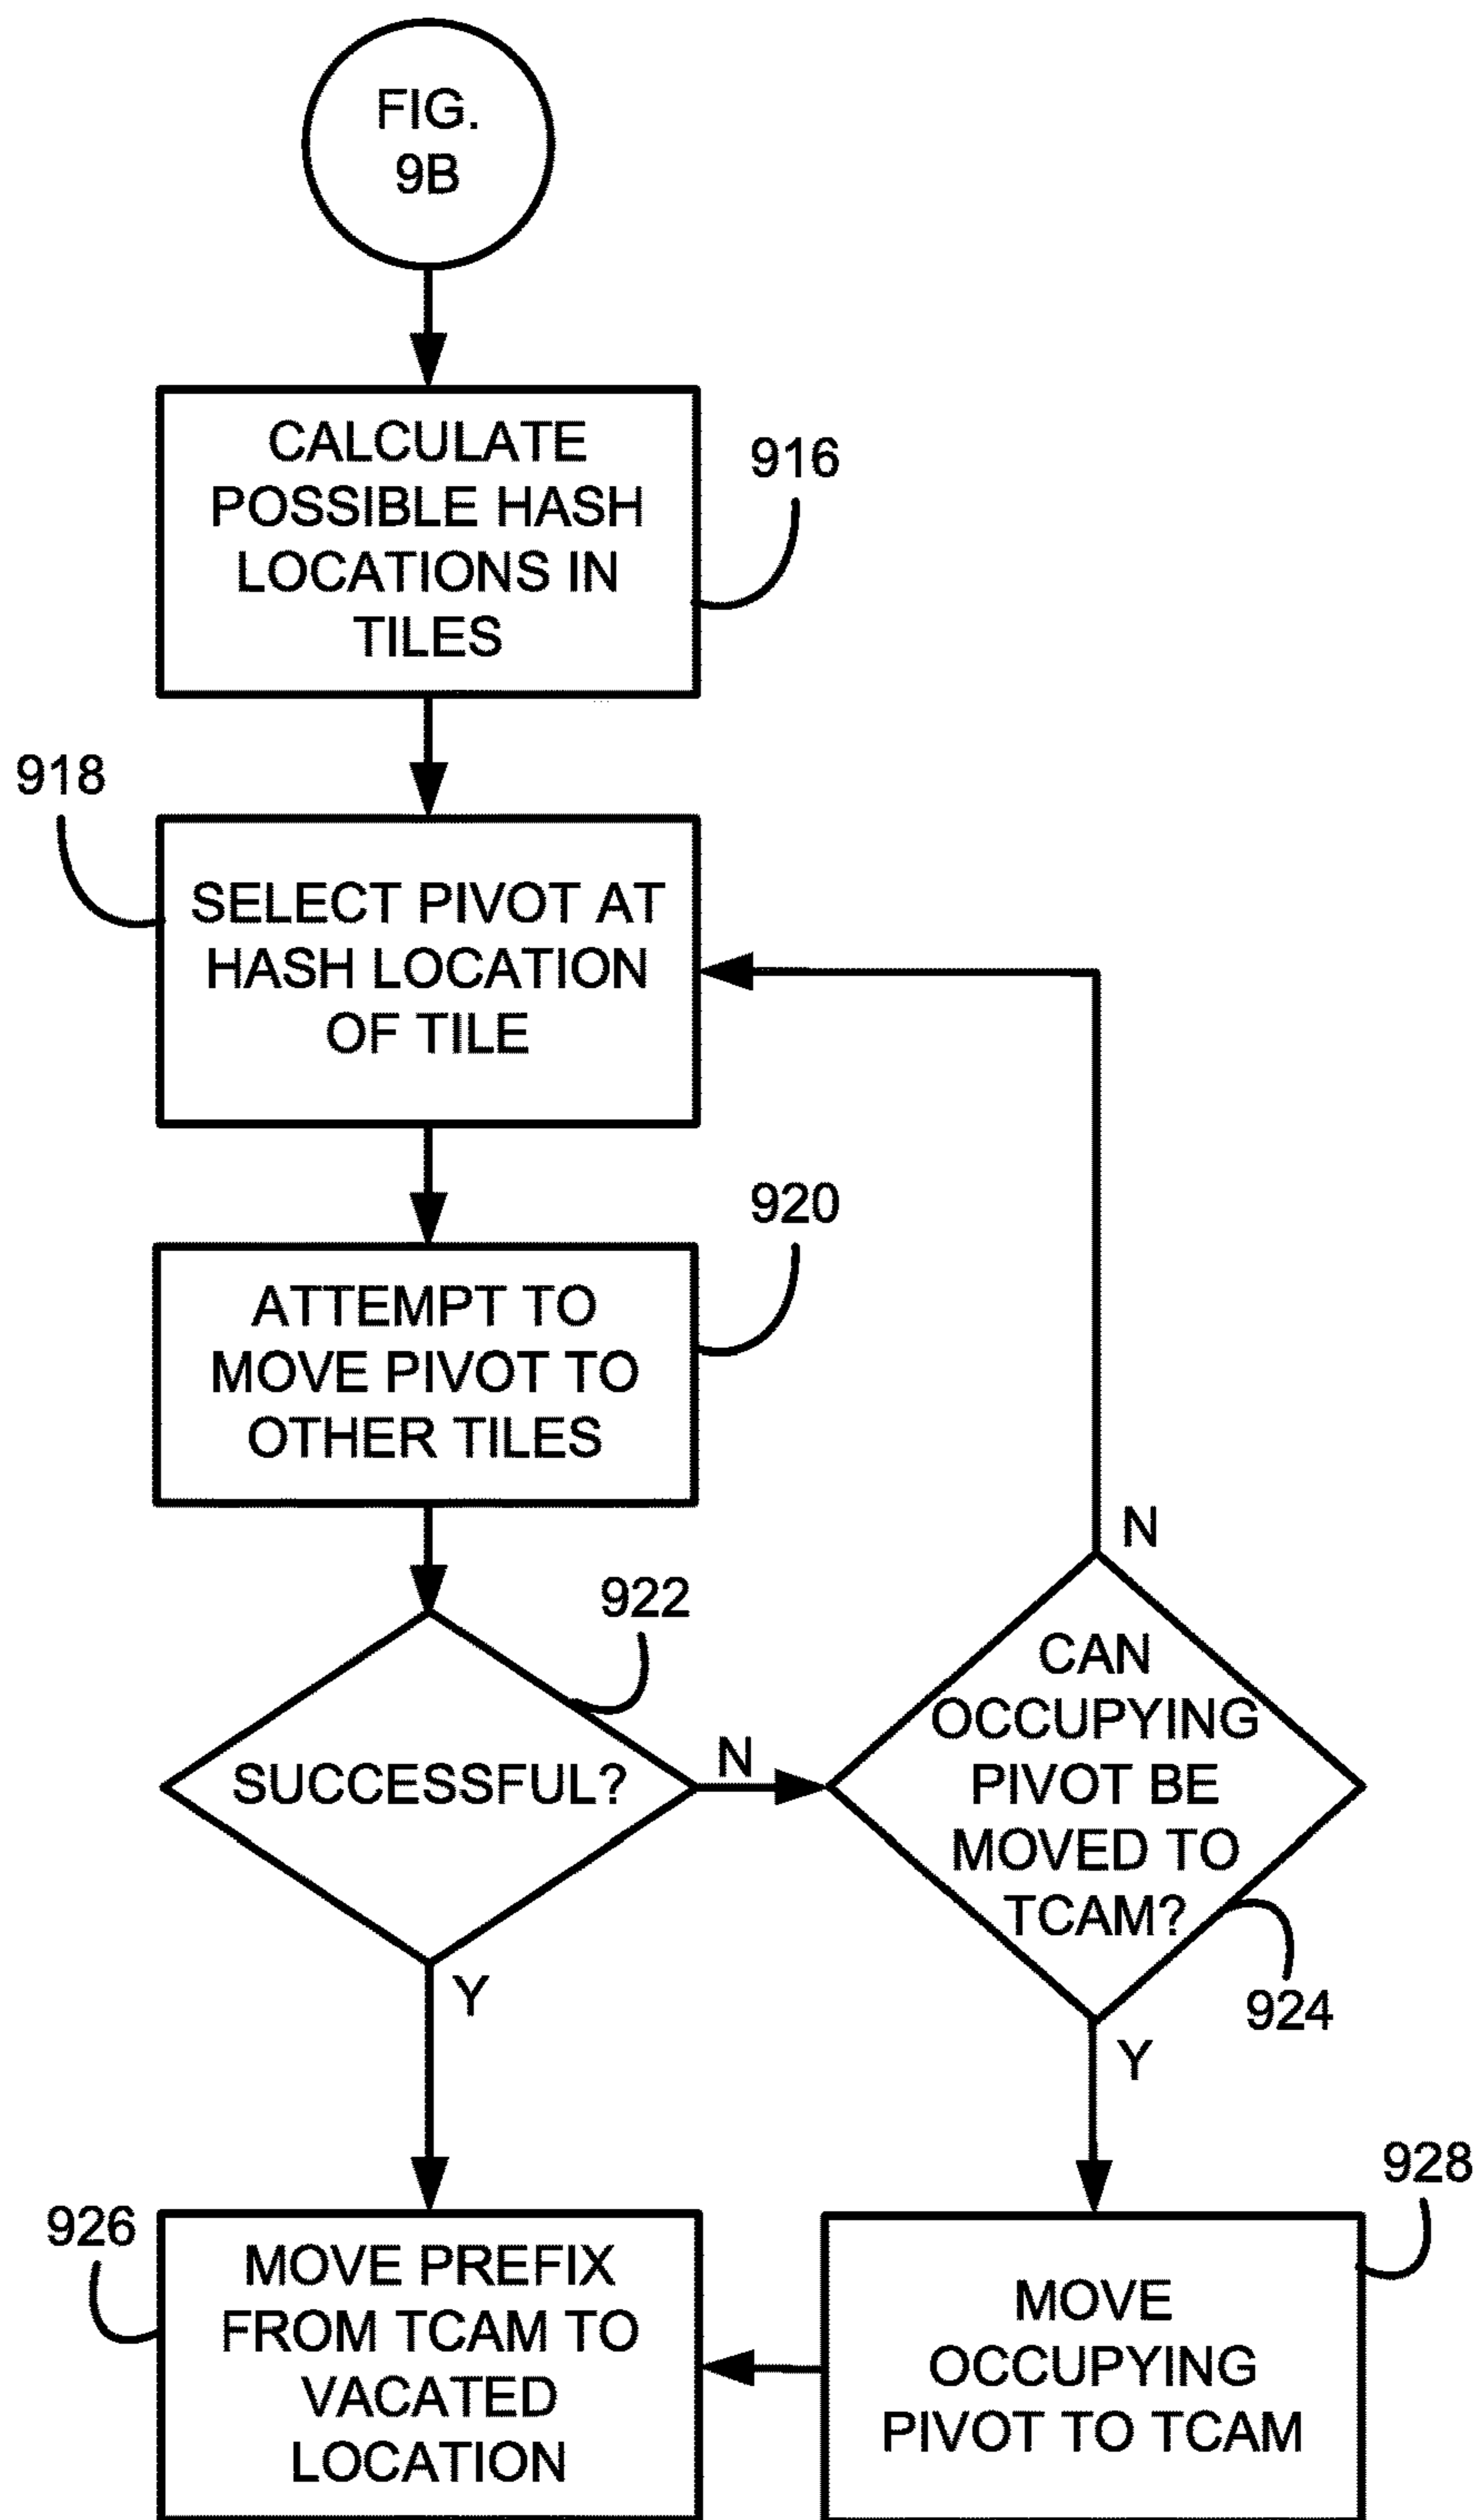 FIG.
9B
CALCULATE
POSSIBLE HASH
LOCATIONS IN
TILES
916
918
SELECT PIVOT AT
HASH LOCATION
OF TILE
920
ATTEMPT TO
MOVE PIVOT TO
OTHER TILES
922
SUCCESSFUL?
N
Y
N
CAN
OCCUPYING
PIVOT BE
MOVED TO
TCAM?
924
Y
926
MOVE PREFIX
FROM TCAM TO
VACATED
LOCATION
928
MOVE
OCCUPYING
PIVOT TO TCAM